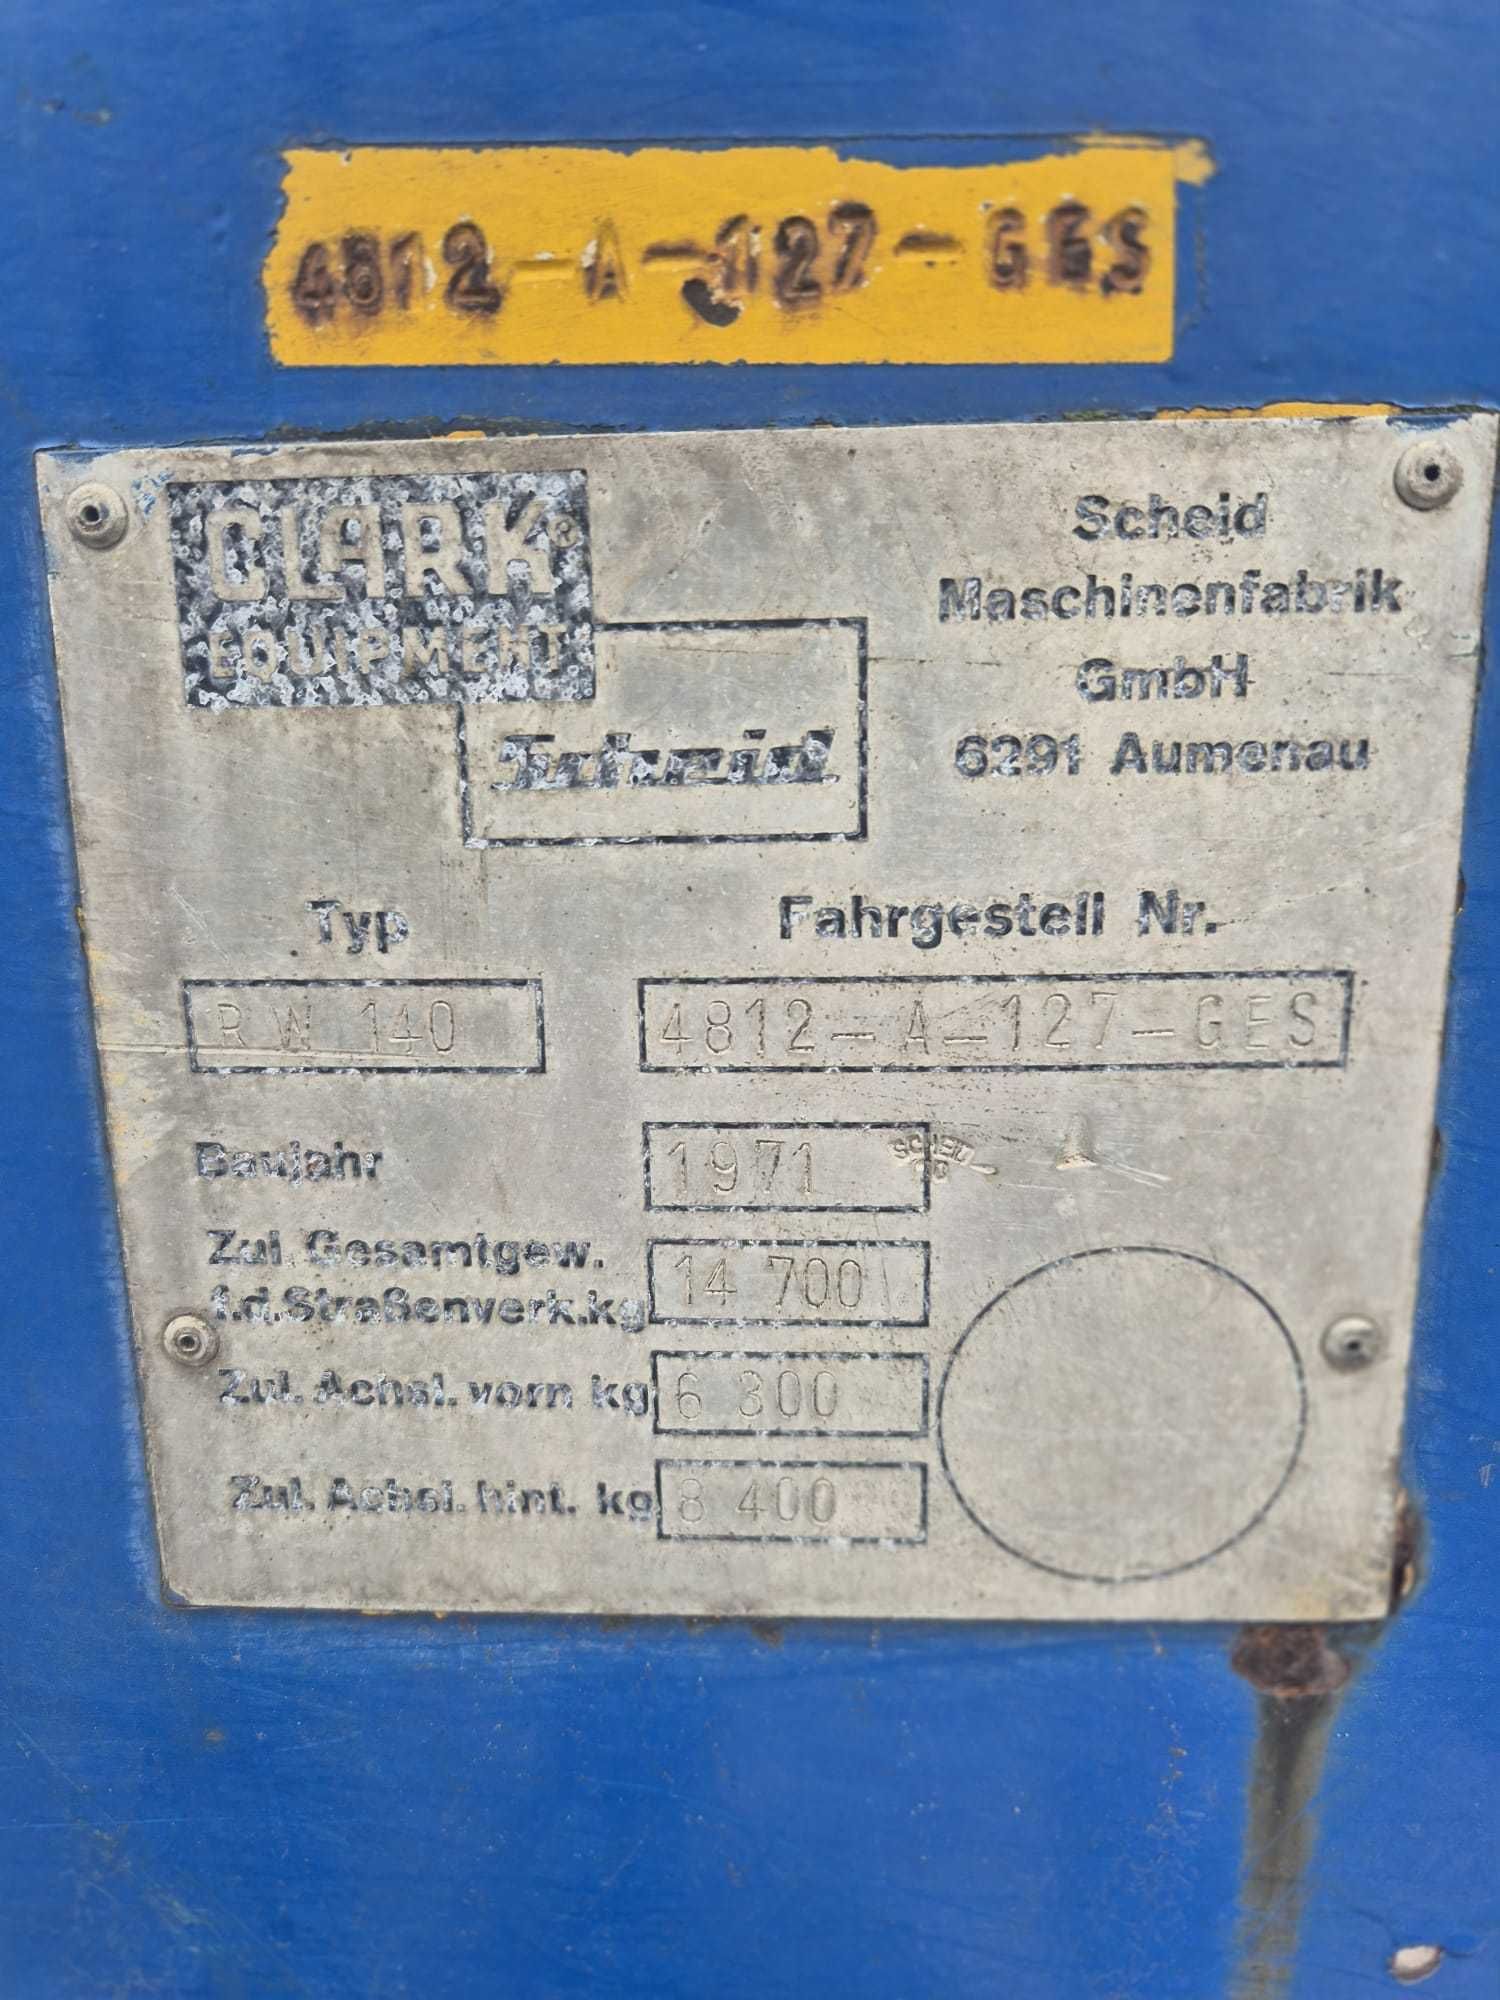 4812-A-127-GES
CLARK®
EQUIPMENT
Scheid
Scheid
Maschinenfabrik
GmbH
6291 Aumenau
Typ
Fahrgestell Nr.
RW 140
4812-A-127-GES
Baujahr
1971
Zul. Gesamtgew.
f.d.Straßenverk.kg
14 700
Zul. Achsl. vorn kg
6 300
Zul. Achsl. hint. kg
8 400